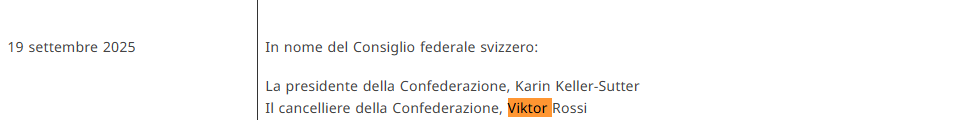 19 settembre 2025
In nome del Consiglio federale svizzero:
La presidente della Confederazione, Karin Keller-Sutter
Il cancelliere della Confederazione, Viktor Rossi